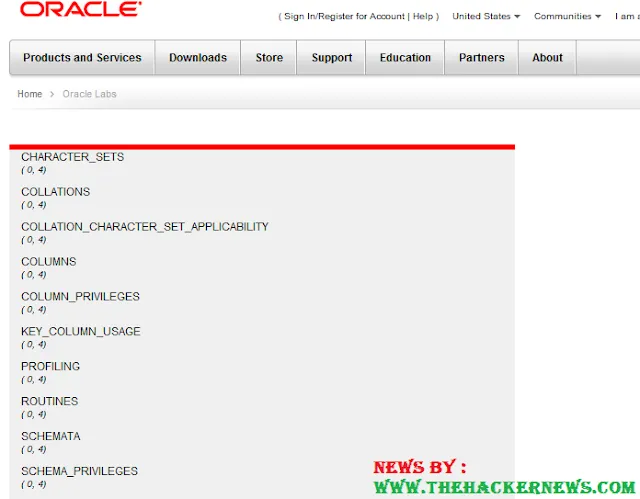 ORACLE
( Sign In/Register for Account | Help ) United States Communities I am a
Products and Services Downloads Store Support Education Partners About
Home > Oracle Labs
CHARACTER_SETS
( 0, 4)
COLLATIONS
( 0, 4)
COLLATION_CHARACTER_SET_APPLICABILITY
( 0, 4)
COLUMNS
( 0, 4)
COLUMN_PRIVILEGES
( 0, 4)
KEY_COLUMN_USAGE
( 0, 4)
PROFILING
( 0, 4)
ROUTINES
( 0, 4)
SCHEMATA
( 0, 4)
SCHEMA_PRIVILEGES
( 0, 4)
NEWS BY :
WWW.THEHACKERNEWS.COM